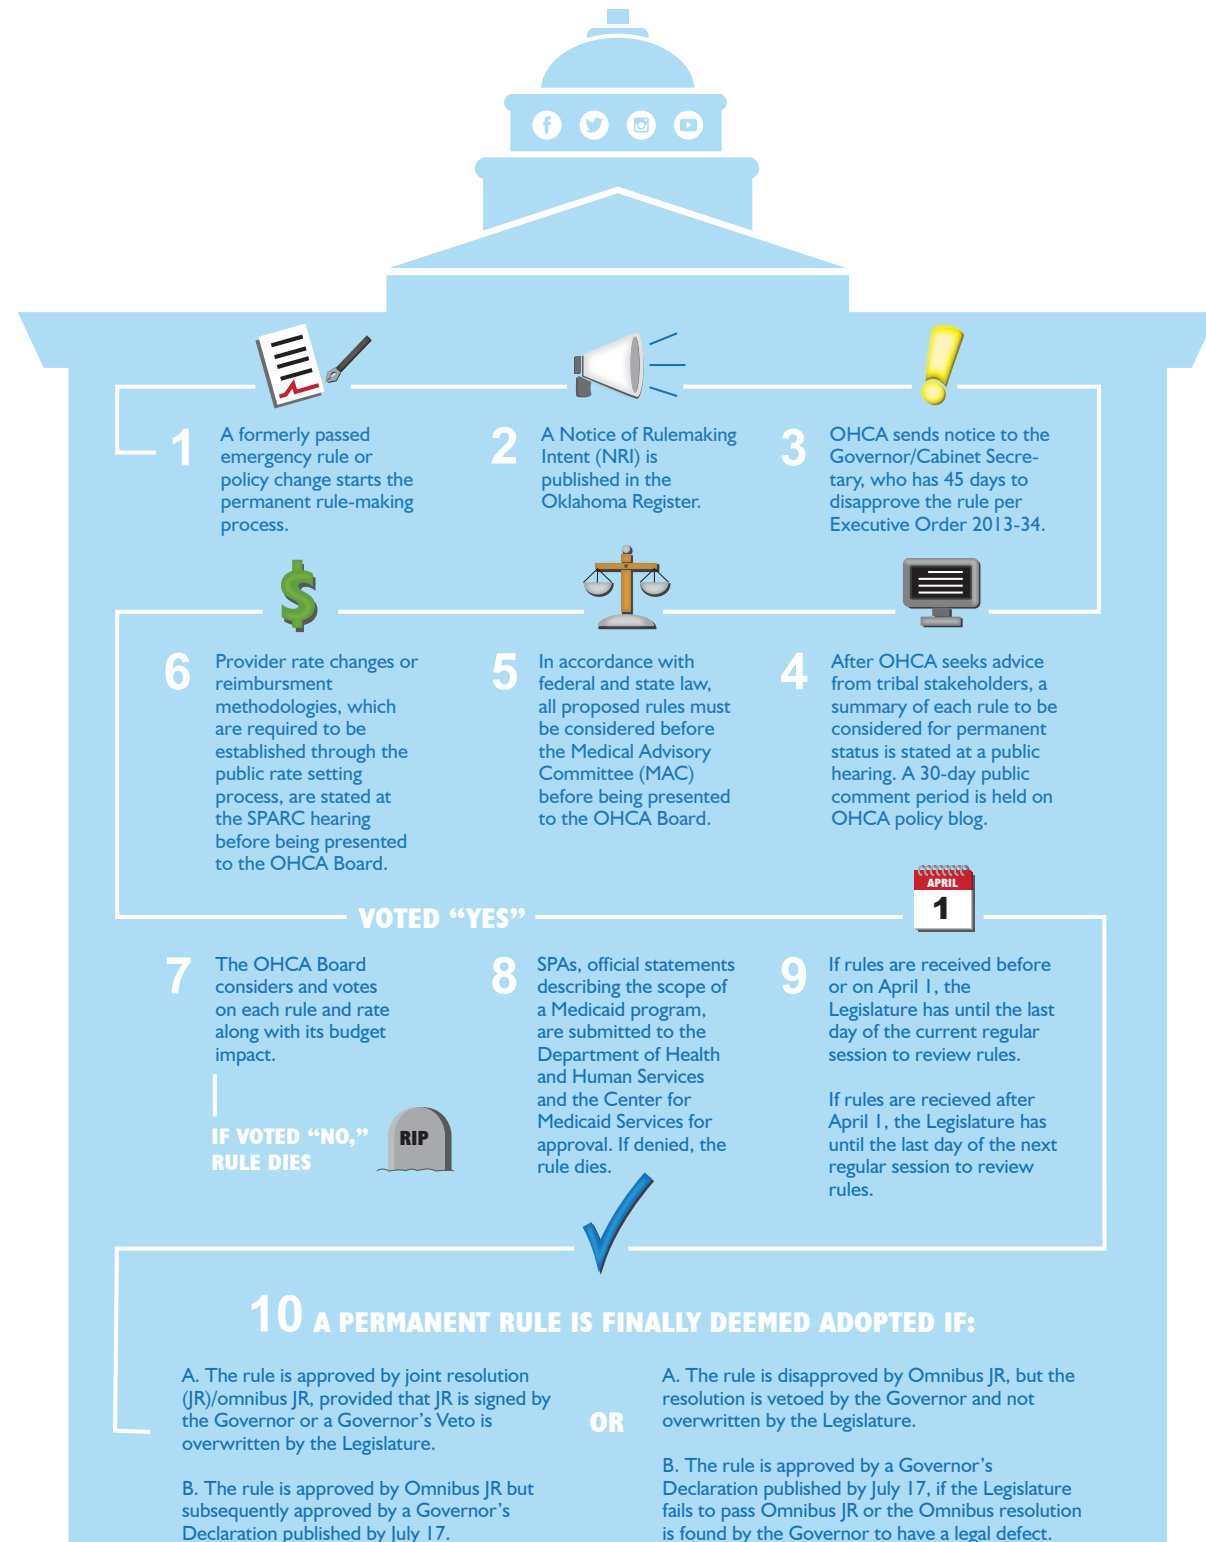 1 A formerly passed
emergency rule or
policy change starts the
permanent rule-making
process.
2 A Notice of Rulemaking
Intent (NRI) is
published in the
Oklahoma Register.
3 OHCA sends notice to the
Governor/Cabinet Secre-
tary, who has 45 days to
disapprove the rule per
Executive Order 2013-34.
6 Provider rate changes or
reimbursment
methodologies, which
are required to be
established through the
public rate setting
process, are stated at
the SPARC hearing
before being presented
to the OHCA Board.
5 In accordance with
federal and state law,
all proposed rules must
be considered before
the Medical Advisory
Committee (MAC)
before being presented
to the OHCA Board.
4 After OHCA seeks advice
from tribal stakeholders, a
summary of each rule to be
considered for permanent
status is stated at a public
hearing. A 30-day public
comment period is held on
OHCA policy blog.
VOTED “YES”
APRIL
1
7 The OHCA Board
considers and votes
on each rule and rate
along with its budget
impact.
IF VOTED “NO,”
RULE DIES
RIP
8 SPAs, official statements
describing the scope of
a Medicaid program,
are submitted to the
Department of Health
and Human Services
and the Center for
Medicaid Services for
approval. If denied, the
rule dies.
9 If rules are received before
or on April 1, the
Legislature has until the last
day of the current regular
session to review rules.
If rules are recieved after
April 1, the Legislature has
until the last day of the next
regular session to review
rules.
10 A PERMANENT RULE IS FINALLY DEEMED ADOPTED IF:
A. The rule is approved by joint resolution
(JR)/omnibus JR, provided that JR is signed by
the Governor or a Governor’s Veto is
overwritten by the Legislature.
B. The rule is approved by Omnibus JR but
subsequently approved by a Governor’s
Declaration published by July 17.
OR
A. The rule is disapproved by Omnibus JR, but the
resolution is vetoed by the Governor and not
overwritten by the Legislature.
B. The rule is approved by a Governor’s
Declaration published by July 17, if the Legislature
fails to pass Omnibus JR or the Omnibus resolution
is found by the Governor to have a legal defect.